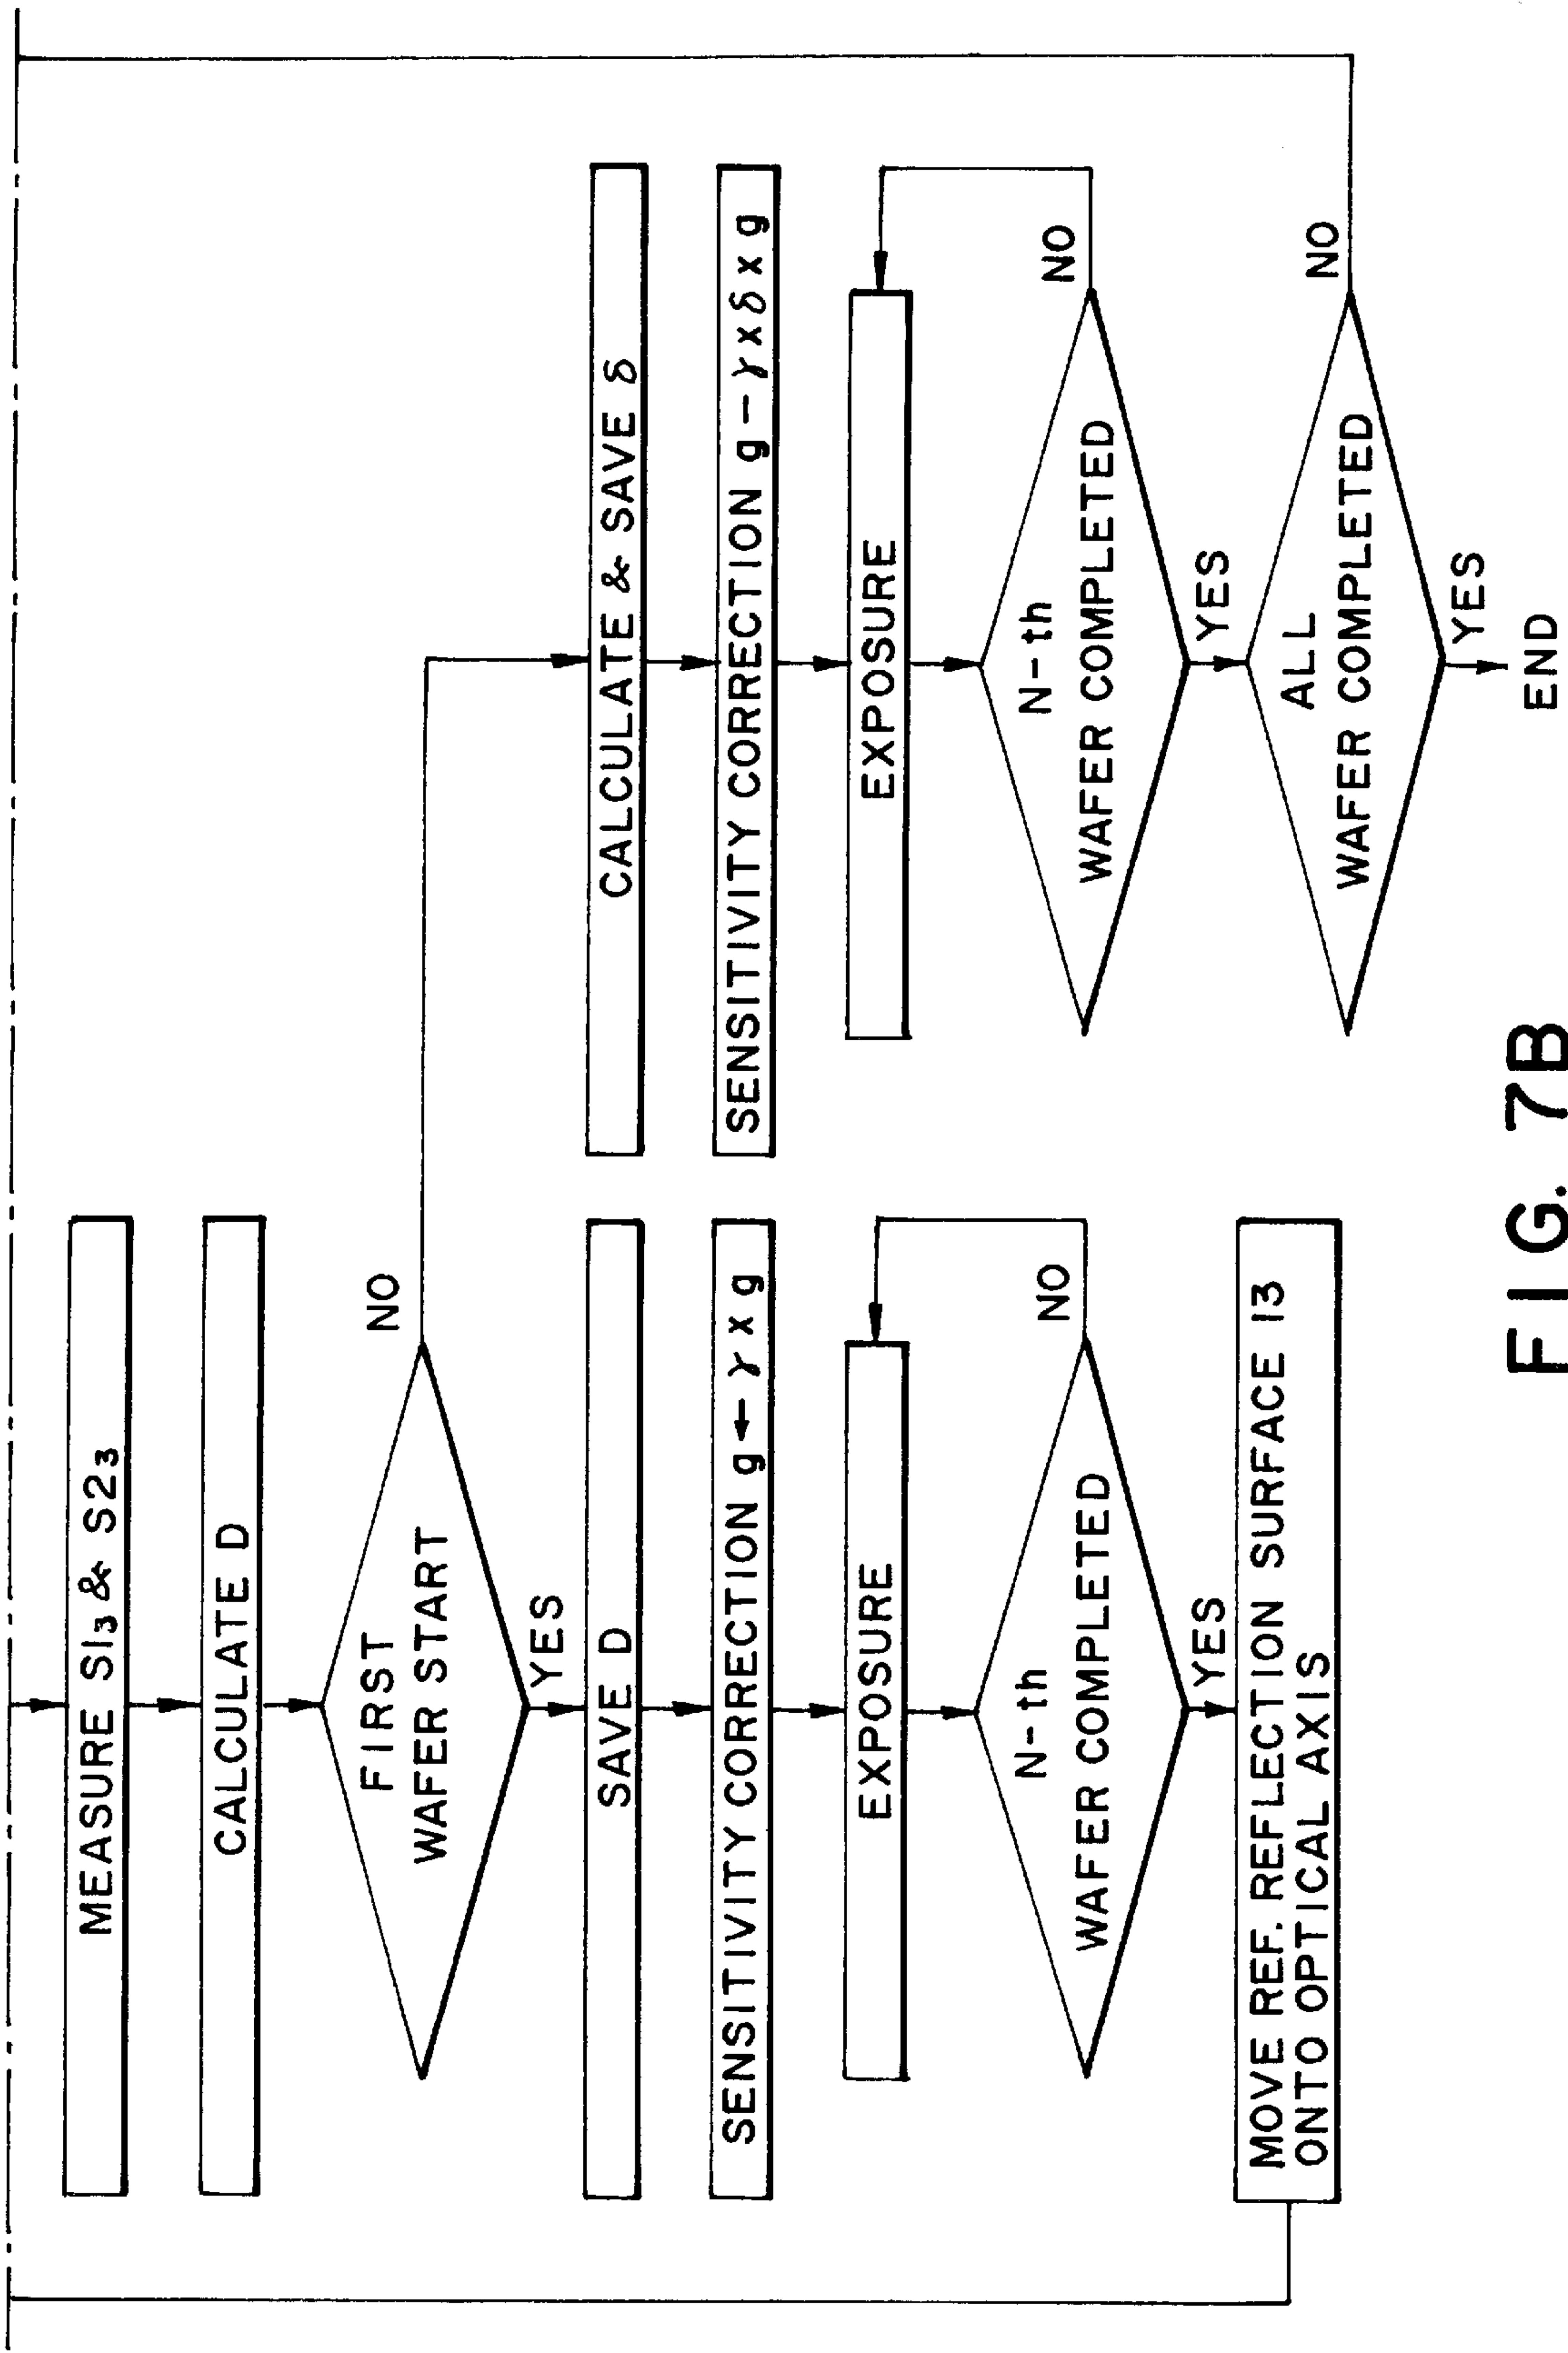 MEASURE S1₃ & S2₃
CALCULATE D
FIRST
WAFER START
NO
YES
SAVE D
SENSITIVITY CORRECTION g ← γ x g
EXPOSURE
N-th
WAFER COMPLETED
NO
YES
MOVE REF. REFLECTION SURFACE 13
ONTO OPTICAL AXIS
CALCULATE & SAVE δ
SENSITIVITY CORRECTION g − γ x δ x g
EXPOSURE
N-th
WAFER COMPLETED
NO
YES
ALL
WAFER COMPLETED
NO
YES
END
FIG. 7B